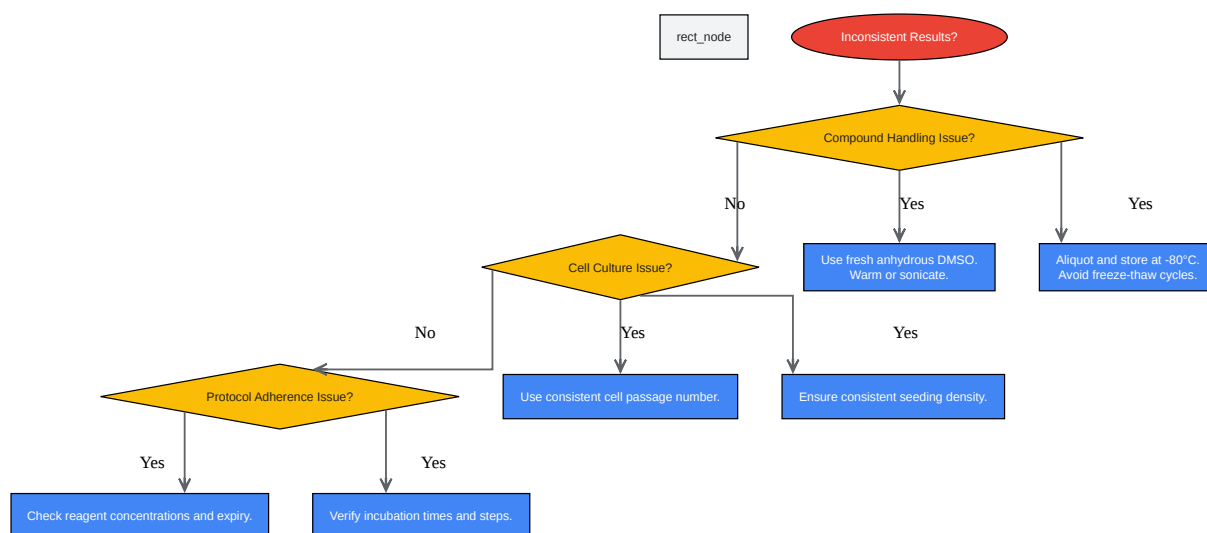 rect_node
Inconsistent Results?
Compound Handling Issue?
No
Yes
Yes
Use fresh anhydrous DMSO.
Warm or sonicate.
Aliquot and store at -80°C.
Avoid freeze-thaw cycles.
Cell Culture Issue?
No
Yes
Yes
Use consistent cell passage number.
Ensure consistent seeding density.
Protocol Adherence Issue?
Yes
Yes
Check reagent concentrations and expiry.
Verify incubation times and steps.